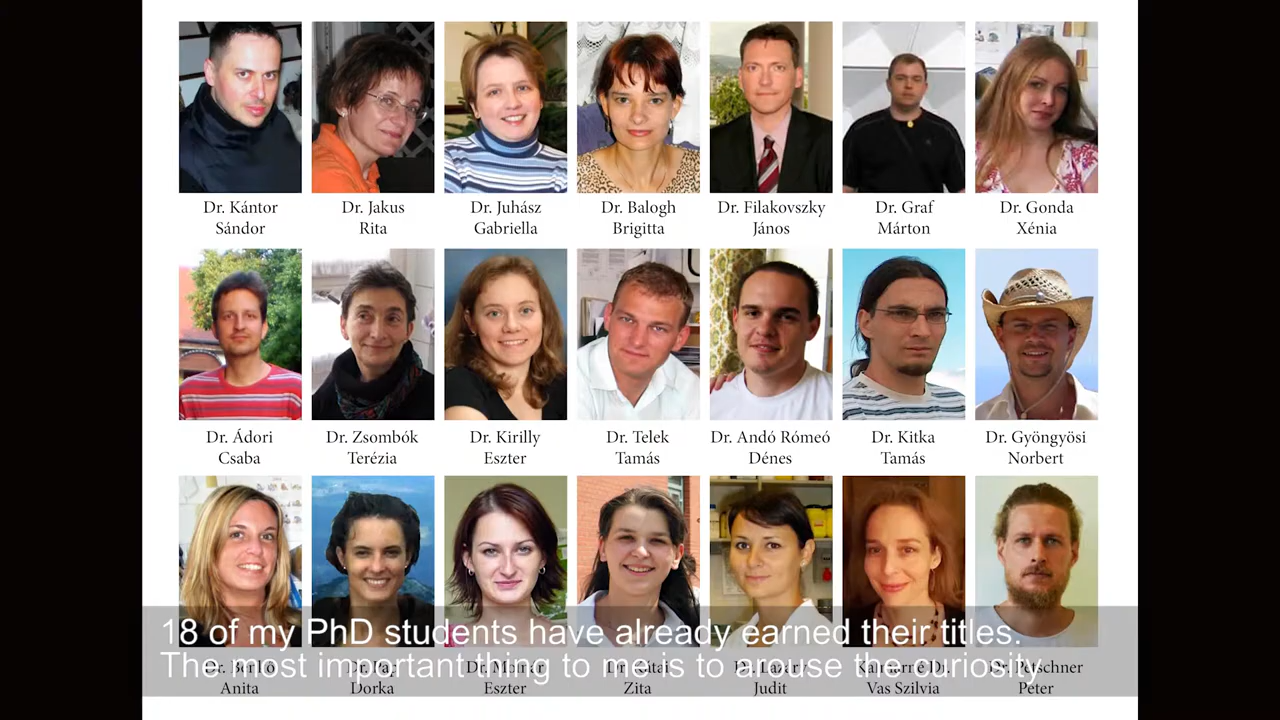 Dr. Kántor
Sándor
Dr. Jakus
Rita
Dr. Juhász
Gabriella
Dr. Balogh
Brigitta
Dr. Filakovszky
János
Dr. Graf
Márton
Dr. Gonda
Xénia
Dr. Ádori
Csaba
Dr. Zsombók
Terézia
Dr. Kirilly
Eszter
Dr. Telek
Tamás
Dr. Andó Rómeó
Dénes
Dr. Kitka
Tamás
Dr. Gyöngyösi
Norbert
18 of my PhD students have already earned their titles.
The most important thing to me is to arouse the curiosity
Anita
Dorka
Eszter
Zita
Judit
Vas Szilvia
Peter